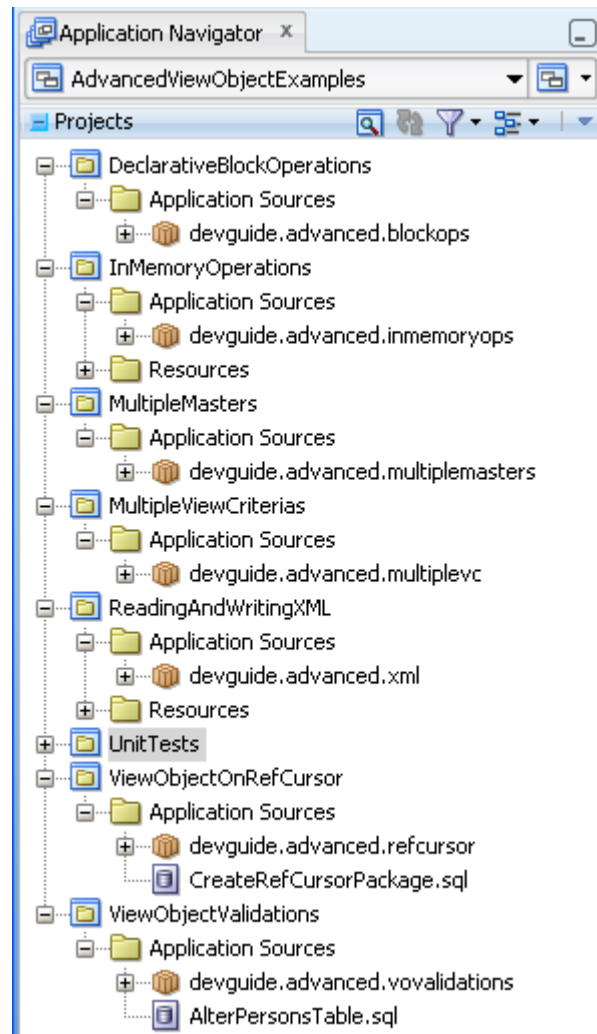 Application Navigator x
AdvancedViewObjectExamples
Projects
DeclarativeBlockOperations
Application Sources
devguide.advanced.blockops
InMemoryOperations
Application Sources
devguide.advanced.inmemoryops
Resources
MultipleMasters
Application Sources
devguide.advanced.multiplemasters
MultipleViewCriterias
Application Sources
devguide.advanced.multiplevc
ReadingAndWritingXML
Application Sources
devguide.advanced.xml
Resources
UnitTests
ViewObjectOnRefCursor
Application Sources
devguide.advanced.refcursor
CreateRefCursorPackage.sql
ViewObjectValidations
Application Sources
devguide.advanced.vovalidations
AlterPersonsTable.sql